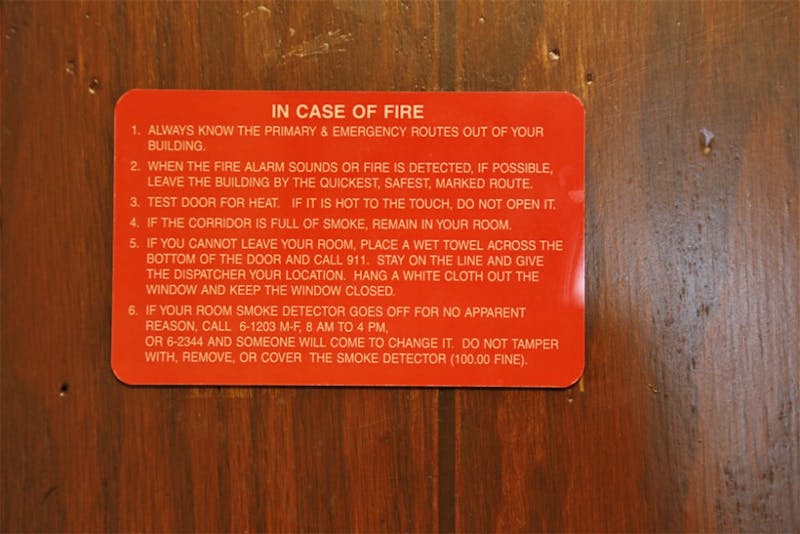 IN CASE OF FIRE
1. ALWAYS KNOW THE PRIMARY & EMERGENCY ROUTES OUT OF YOUR
BUILDING.
2. WHEN THE FIRE ALARM SOUNDS OR FIRE IS DETECTED, IF POSSIBLE,
LEAVE THE BUILDING BY THE QUICKEST, SAFEST, MARKED ROUTE.
3. TEST DOOR FOR HEAT. IF IT IS HOT TO THE TOUCH, DO NOT OPEN IT.
4. IF THE CORRIDOR IS FULL OF SMOKE, REMAIN IN YOUR ROOM.
5. IF YOU CANNOT LEAVE YOUR ROOM, PLACE A WET TOWEL ACROSS THE
BOTTOM OF THE DOOR AND CALL 911. STAY ON THE LINE AND GIVE
THE DISPATCHER YOUR LOCATION. HANG A WHITE CLOTH OUT THE
WINDOW AND KEEP THE WINDOW CLOSED.
6. IF YOUR ROOM SMOKE DETECTOR GOES OFF FOR NO APPARENT
REASON, CALL 6-1203 M-F, 8 AM TO 4 PM,
OR 6-2344 AND SOMEONE WILL COME TO CHANGE IT. DO NOT TAMPER
WITH, REMOVE, OR COVER THE SMOKE DETECTOR (100.00 FINE).